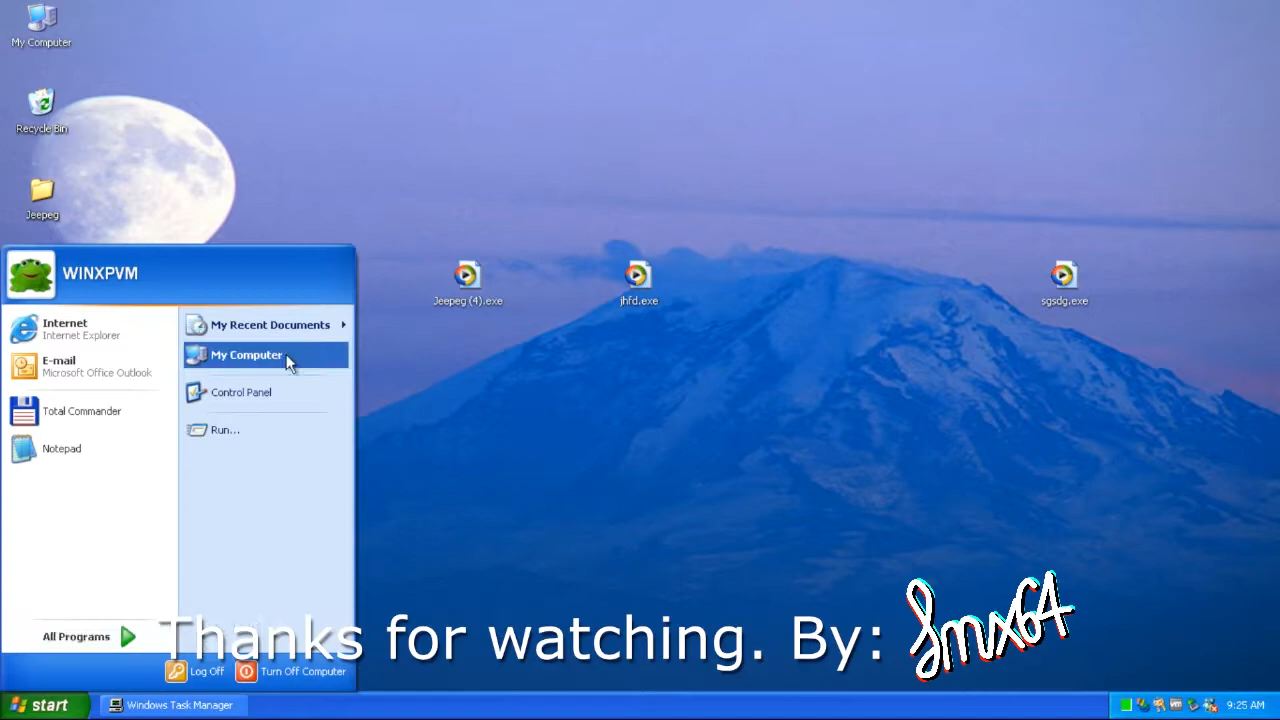 My Computer
Recycle Bin
Jeepeg
WINXPVM
Internet
Internet Explorer
E-mail
Microsoft Office Outlook
Total Commander
Notepad
All Programs
My Recent Documents
My Computer
Control Panel
Run...
Log Off
Turn Off Computer
Jeepeg (4).exe
jhfd.exe
sgsdg.exe
Thanks for watching. By: Jmx64
start
Windows Task Manager
9:25 AM